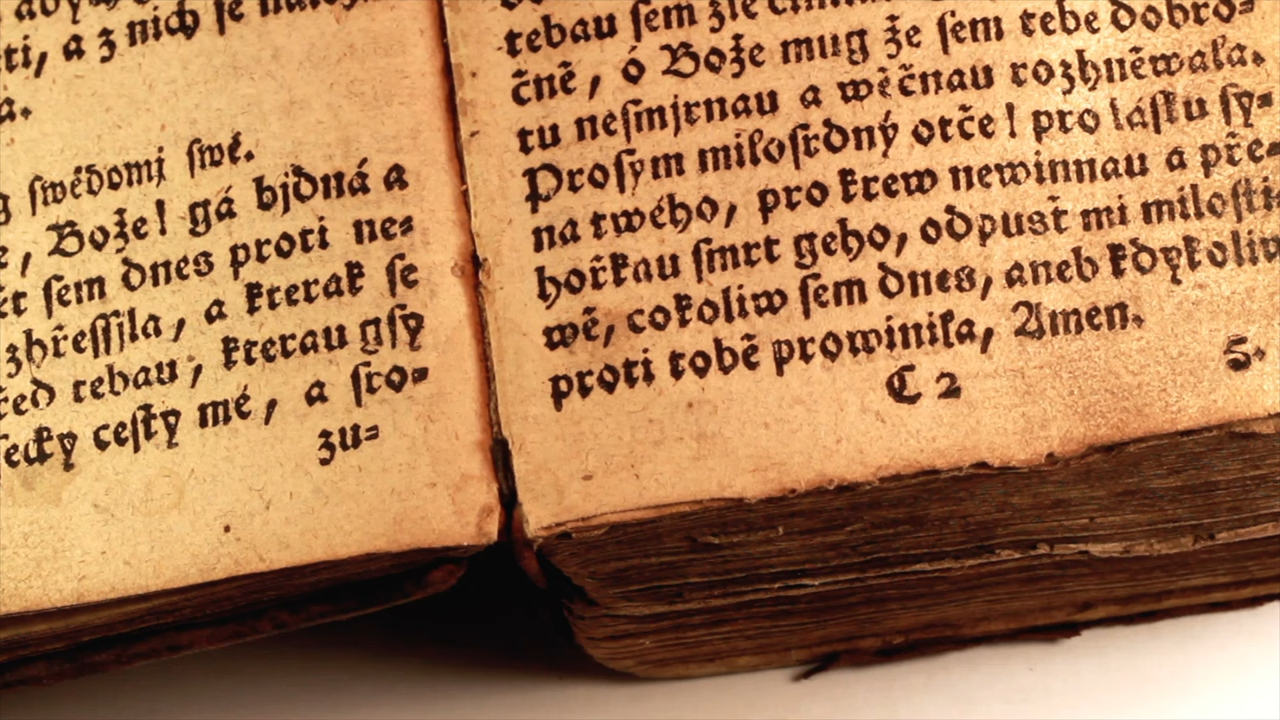 a z nich se
ti, a z nich se
a.
swědomj swé.
Bože! gá bjdná a
sem dnes proti ne=
zhřessyla, a kterak se
tebau, kterau gsy
cesty mé, a sro=
zu=
tebau sem zle
čně, ó Bože mug že sem tebe dobro=
tu nesmjrnau a wěčnau rozhněwala.
Prosym milosrdný otče! pro lásku sy=
na twého, pro krew newinnau a pře=
hořkau smrt geho, odpusť mi milosti=
wě, cokoliw sem dnes, aneb kdykoliw
proti tobě prowinila, Amen.
C 2
5.